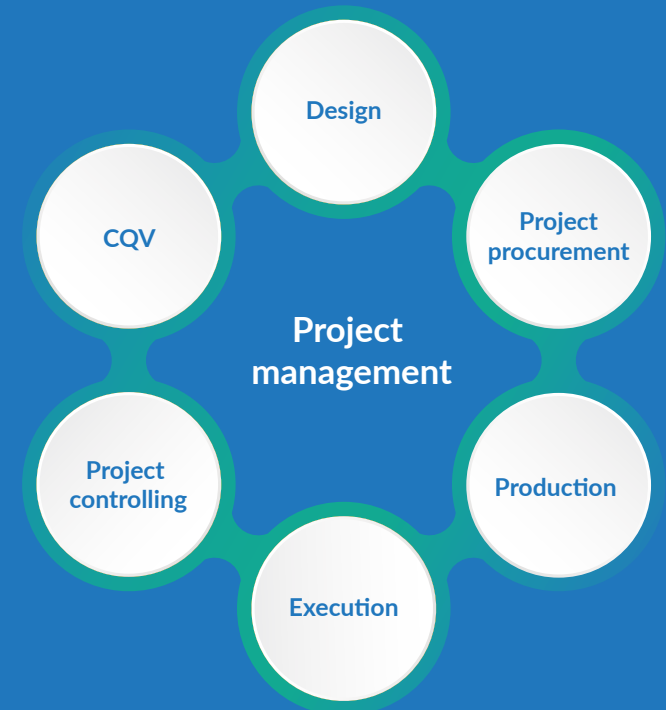 Design
Project
procurement
CQV
Project
management
Project
controlling
Production
Execution